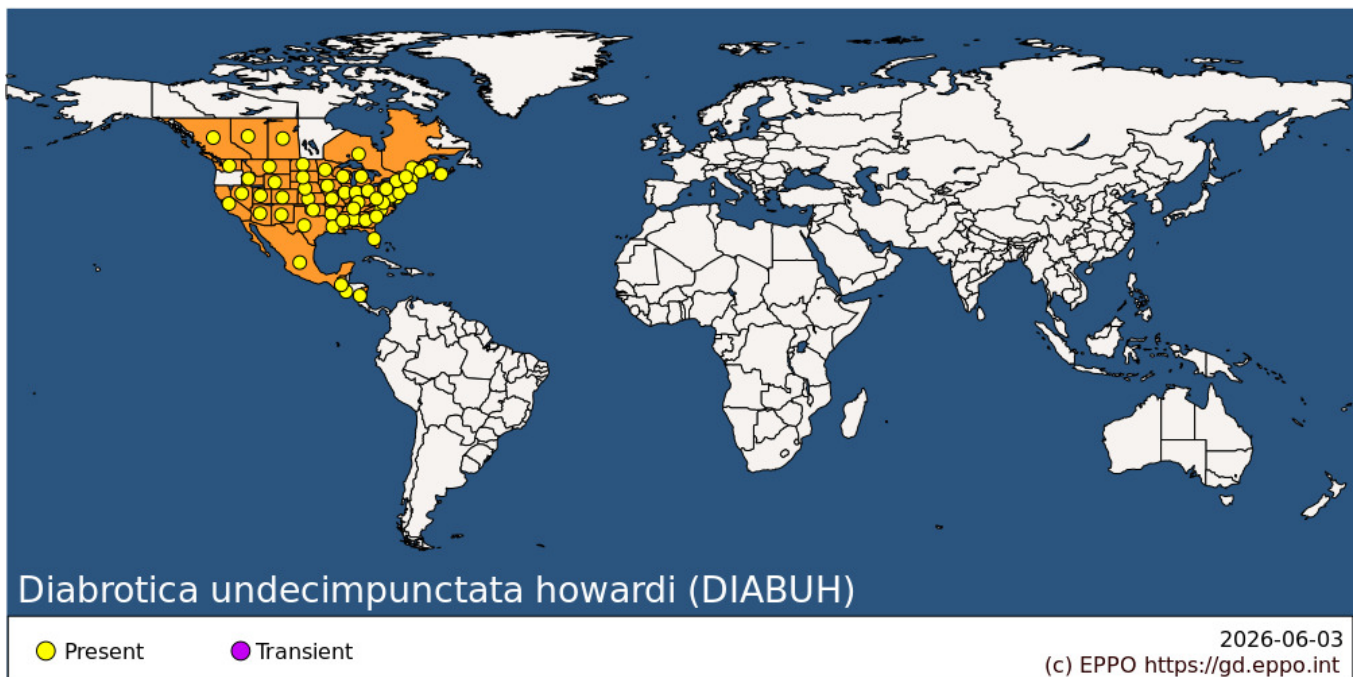 Diabrotica undecimpunctata howardi (DIABUH)
Present
Transient
2026-06-03
(c) EPPO https://gd.eppo.int